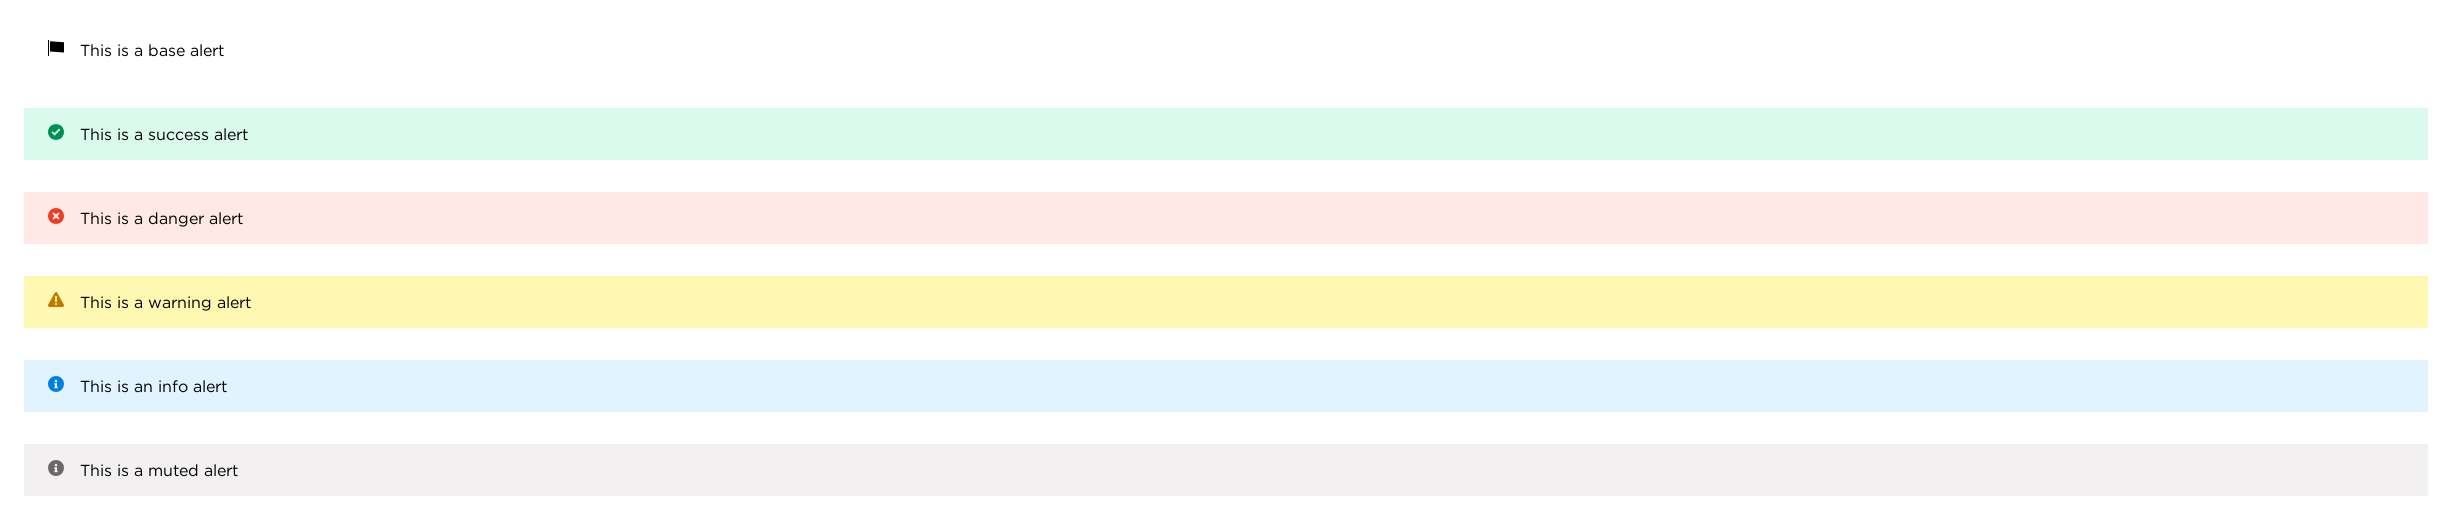 This is a base alert
This is a success alert
This is a danger alert
This is a warning alert
This is an info alert
This is a muted alert